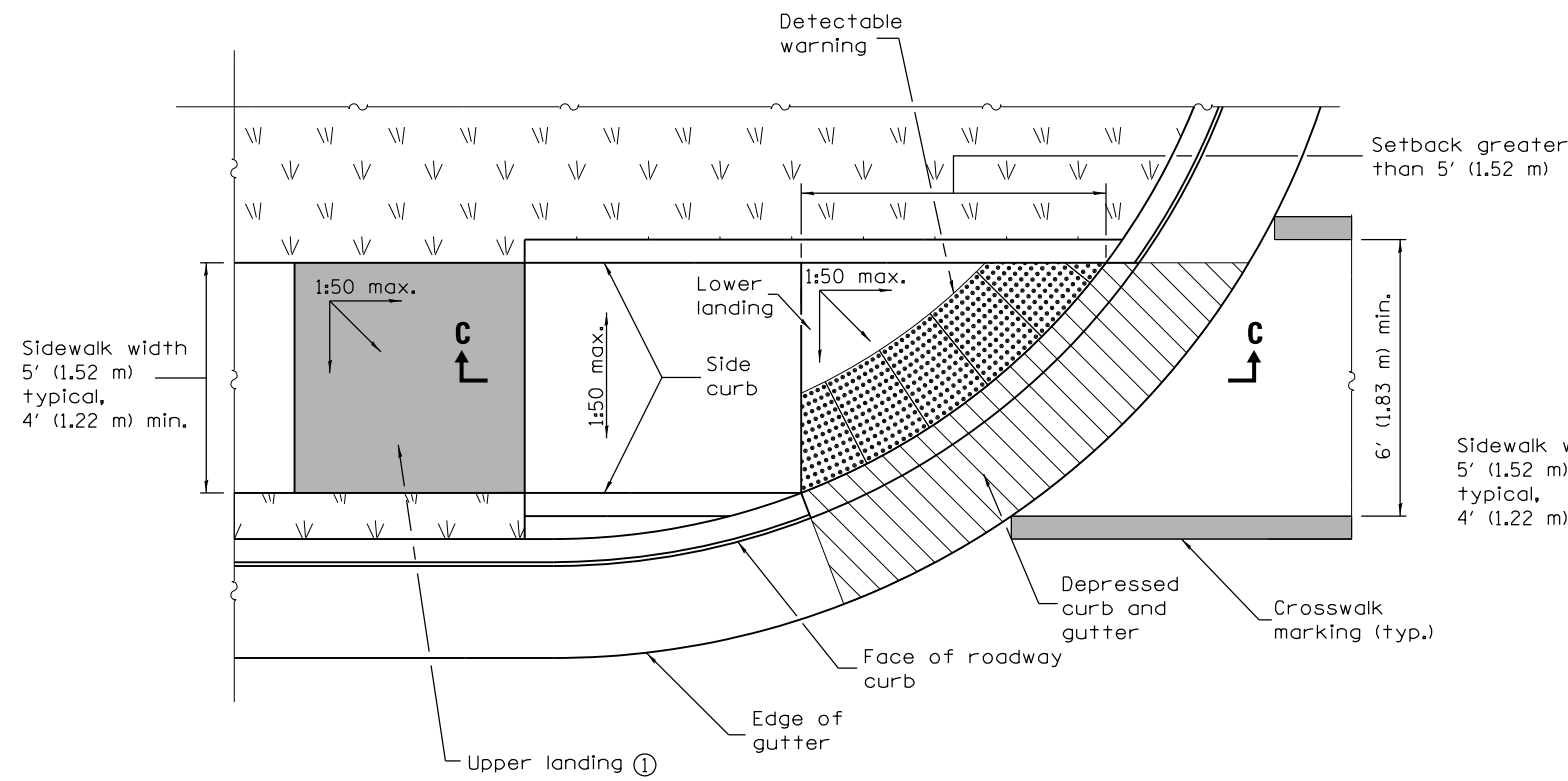 Detectable
warning
Setback greater
than 5' (1.52 m)
1:50 max.
1:50 max.
Lower
landing
C
C
Sidewalk width
5' (1.52 m)
typical,
4' (1.22 m) min.
1:50 max.
Side
curb
6' (1.83 m) min.
Sidewalk w
5' (1.52 m)
typical,
4' (1.22 m)
Depressed
curb and
gutter
Crosswalk
marking (typ.)
Face of roadway
curb
Edge of
gutter
Upper landing ①